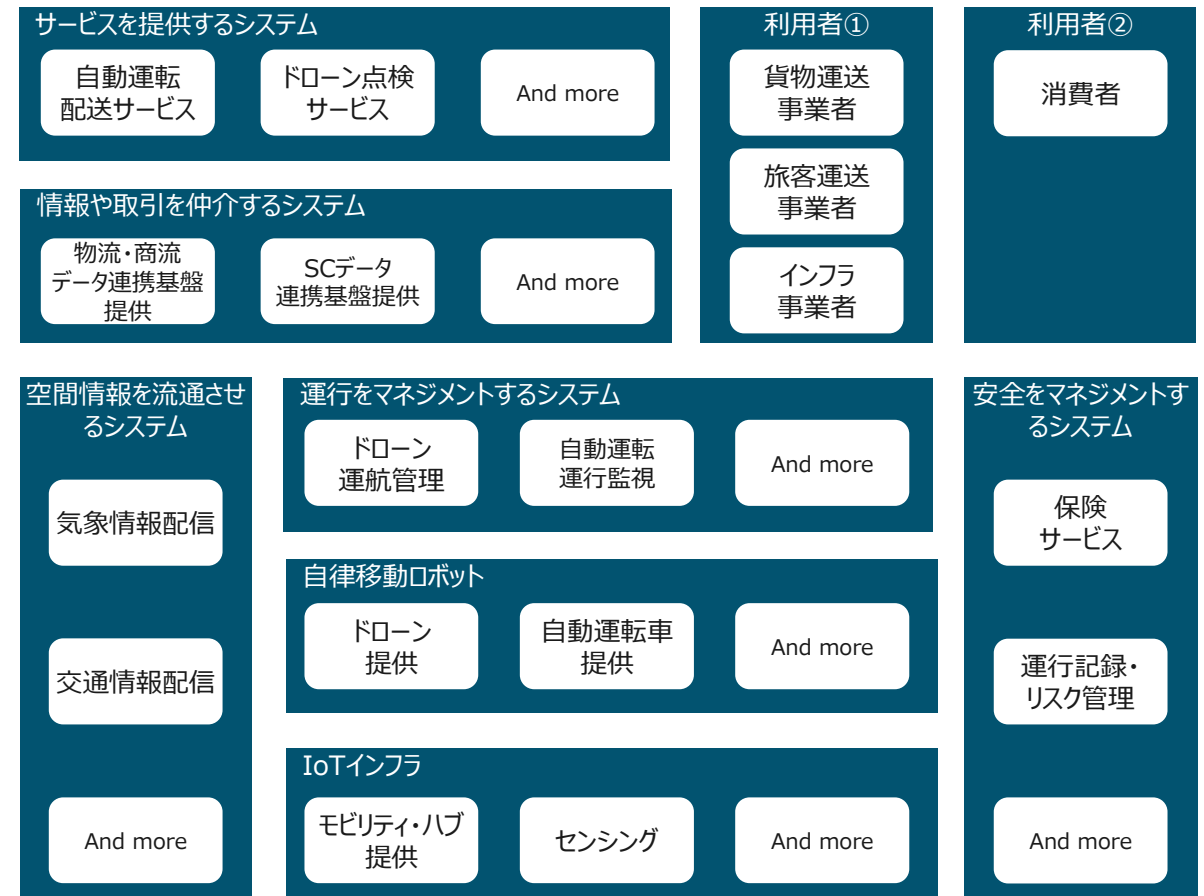 サービスを提供するシステム
自動運転
配送サービス
ドローン点検
サービス
And more
情報や取引を仲介するシステム
物流・商流
データ連携基盤
提供
SCデータ
連携基盤提供
And more
利用者①
貨物運送
事業者
旅客運送
事業者
インフラ
事業者
利用者②
消費者
空間情報を流通させ
るシステム
気象情報配信
交通情報配信
And more
運行をマネジメントするシステム
ドローン
運航管理
自動運転
運行監視
And more
自律移動ロボット
ドローン
提供
自動運転車
提供
And more
IoTインフラ
モビリティ・ハブ
提供
センシング
And more
安全をマネジメントす
るシステム
保険
サービス
運行記録・
リスク管理
And more